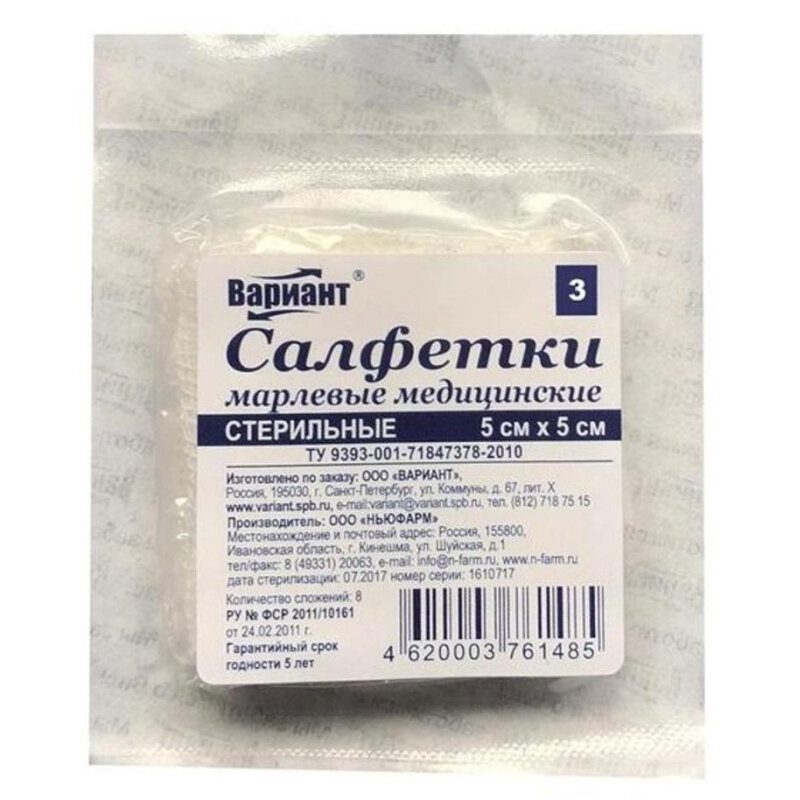 Вариант®
3
Салфетки
марлевые медицинские
СТЕРИЛЬНЫЕ 5 см х 5 см
ТУ 9393-001-71847378-2010
Изготовлено по заказу: ООО «ВАРИАНТ»,
Россия, 195030, г. Санкт-Петербург, ул. Коммуны, д. 67, лит. Х
www.variant.spb.ru, e-mail:variant@variant.spb.ru, тел. (812) 718 75 15
Производитель: ООО «НЬЮФАРМ»
Местонахождение и почтовый адрес: Россия, 155800,
Ивановская область, г. Кинешма, ул. Шуйская, д.1
тел/факс: 8 (49331) 20063, e-mail: info@n-farm.ru, www.n-farm.ru
дата стерилизации: 07.2017 номер серии: 1610717
Количество сложений: 8
РУ № ФСР 2011/10161
от 24.02.2011 г.
Гарантийный срок
годности 5 лет
4 620003 761485